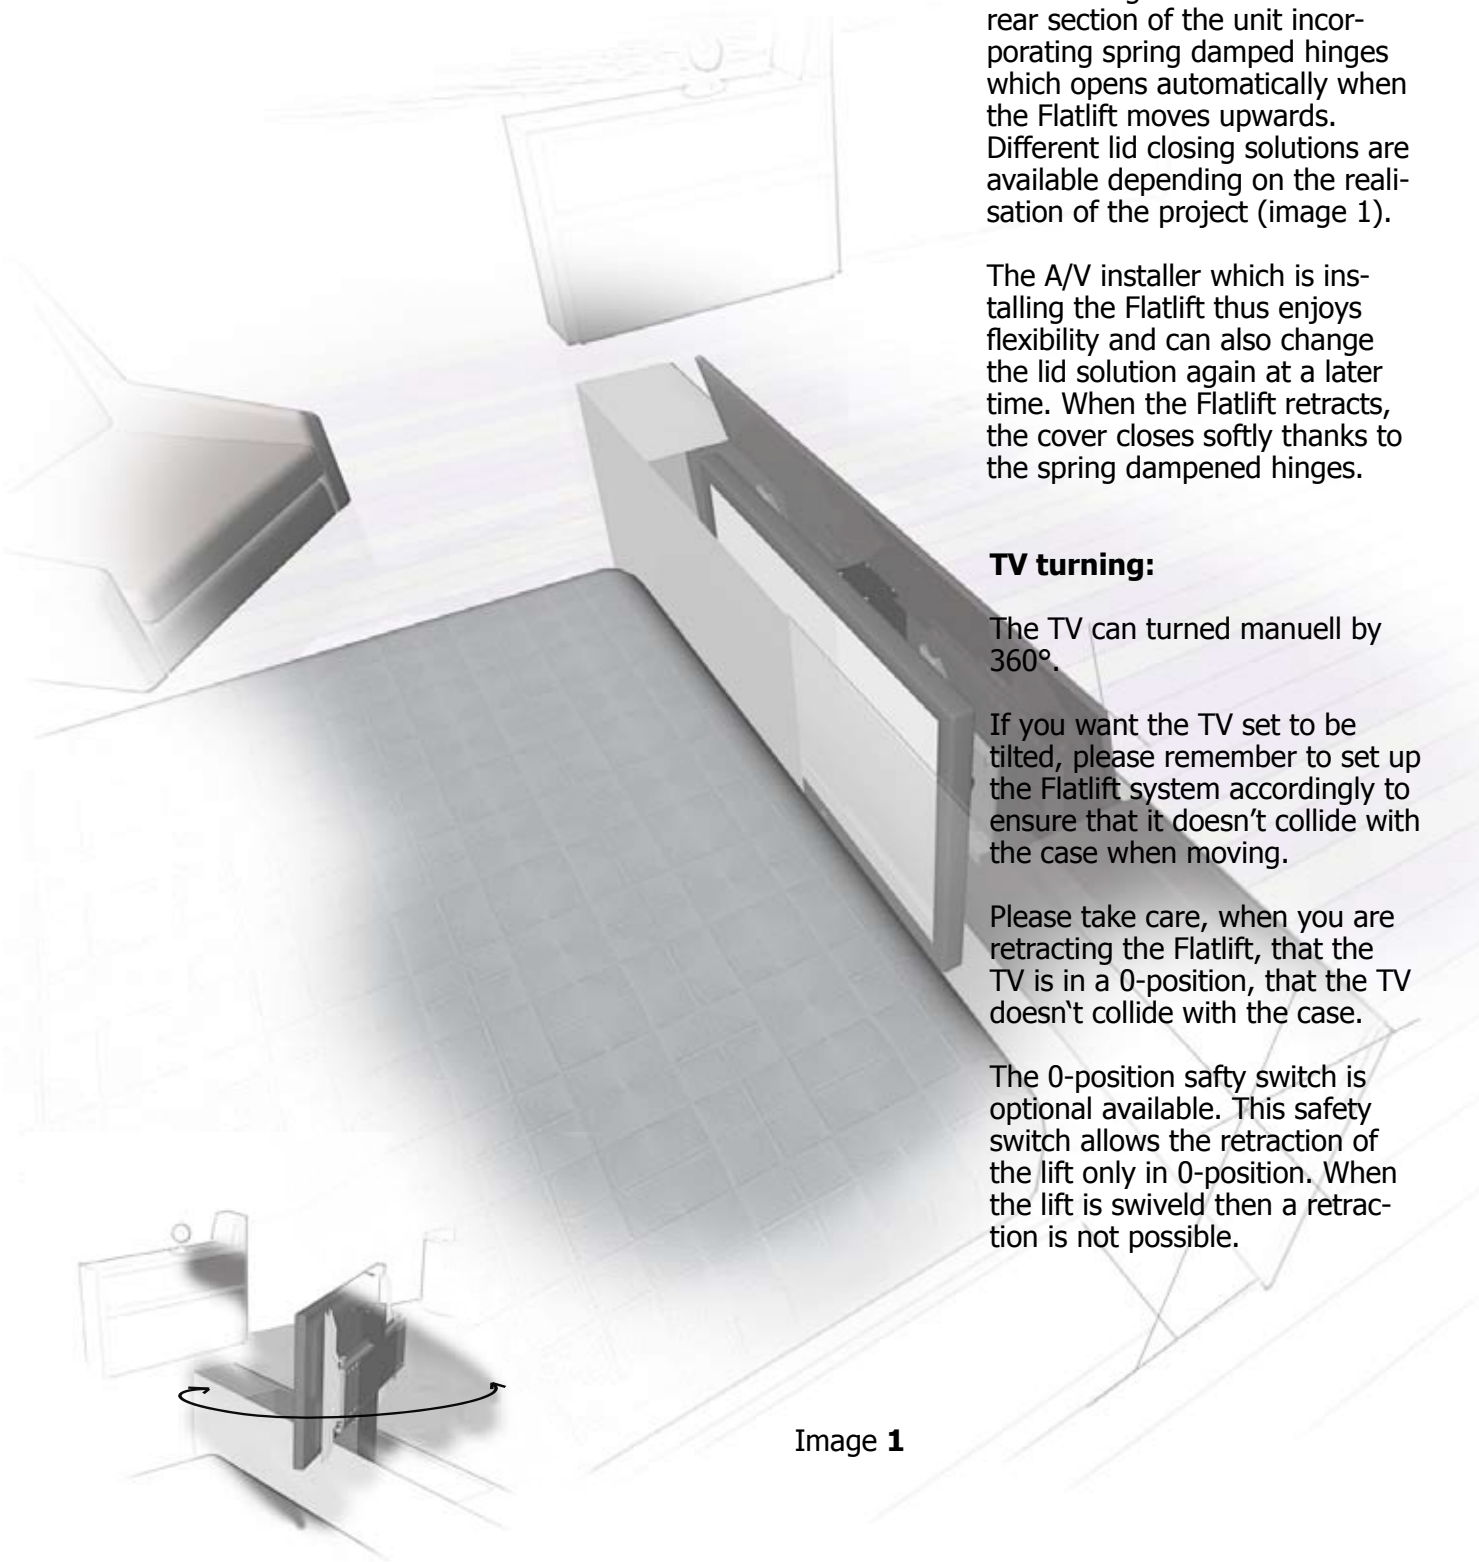 rear section of the unit incor-
porating spring damped hinges
which opens automatically when
the Flatlift moves upwards.
Different lid closing solutions are
available depending on the reali-
sation of the project (image 1).
The A/V installer which is ins-
talling the Flatlift thus enjoys
flexibility and can also change
the lid solution again at a later
time. When the Flatlift retracts,
the cover closes softly thanks to
the spring dampened hinges.
TV turning:
The TV can turned manuell by
360°.
If you want the TV set to be
tilted, please remember to set up
the Flatlift system accordingly to
ensure that it doesn’t collide with
the case when moving.
Please take care, when you are
retracting the Flatlift, that the
TV is in a 0-position, that the TV
doesn‘t collide with the case.
The 0-position safty switch is
optional available. This safety
switch allows the retraction of
the lift only in 0-position. When
the lift is swiveld then a retrac-
tion is not possible.
Image 1